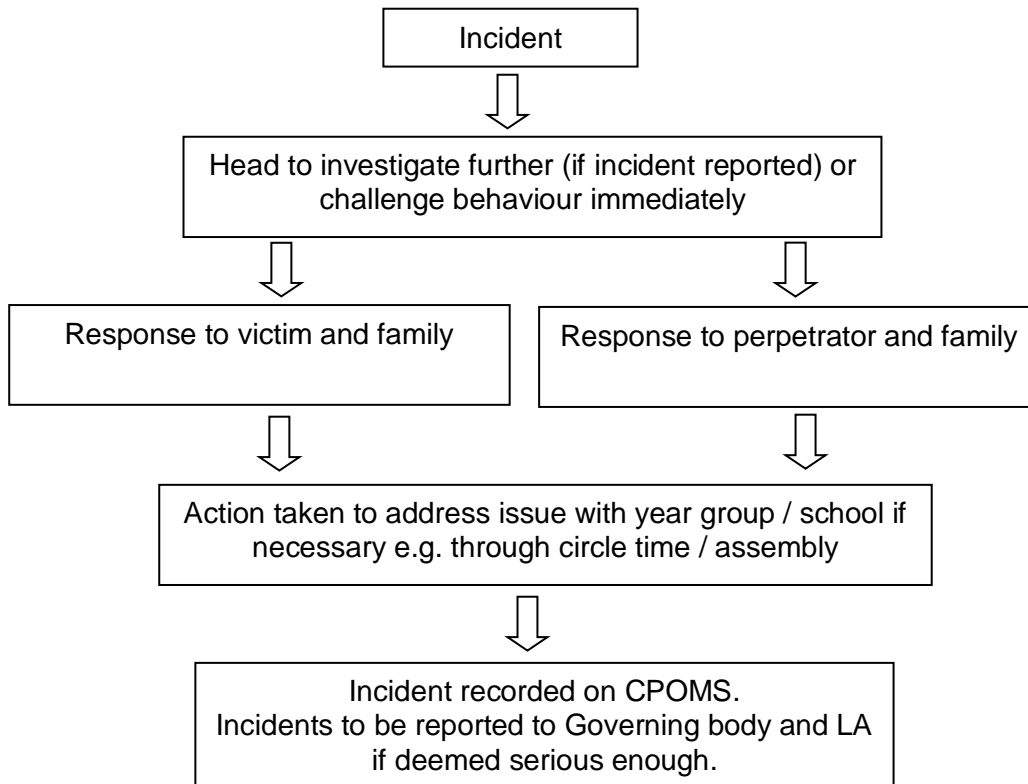 Incident
Head to investigate further (if incident reported) or
challenge behaviour immediately
Response to victim and family
Response to perpetrator and family
Action taken to address issue with year group / school if
necessary e.g. through circle time / assembly
Incident recorded on CPOMS.
Incidents to be reported to Governing body and LA
if deemed serious enough.